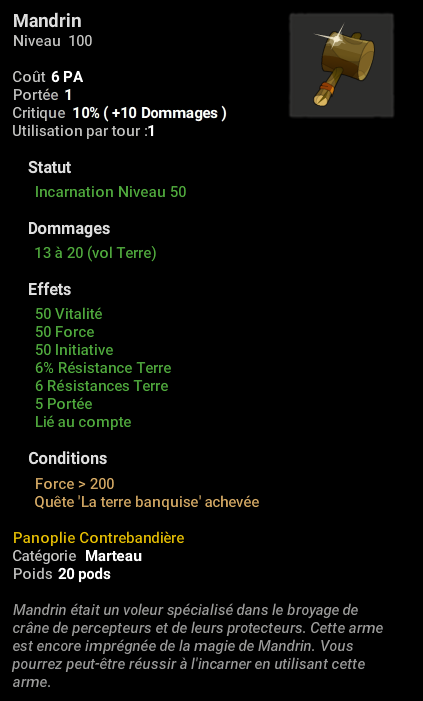 Mandrin
Niveau 100
Coût 6 PA
Portée 1
Critique 10% ( +10 Dommages )
Utilisation par tour :1
Statut
Incarnation Niveau 50
Dommages
13 à 20 (vol Terre)
Effets
50 Vitalité
50 Force
50 Initiative
6% Résistance Terre
6 Résistances Terre
5 Portée
Lié au compte
Conditions
Force > 200
Quête 'La terre banquise' achevée
Panoplie Contrebandière
Catégorie Marteau
Poids 20 pods
Mandrin était un voleur spécialisé dans le broyage de
crâne de percepteurs et de leurs protecteurs. Cette arme
est encore imprégnée de la magie de Mandrin. Vous
pourrez peut-être réussir à l'incarner en utilisant cette
arme.